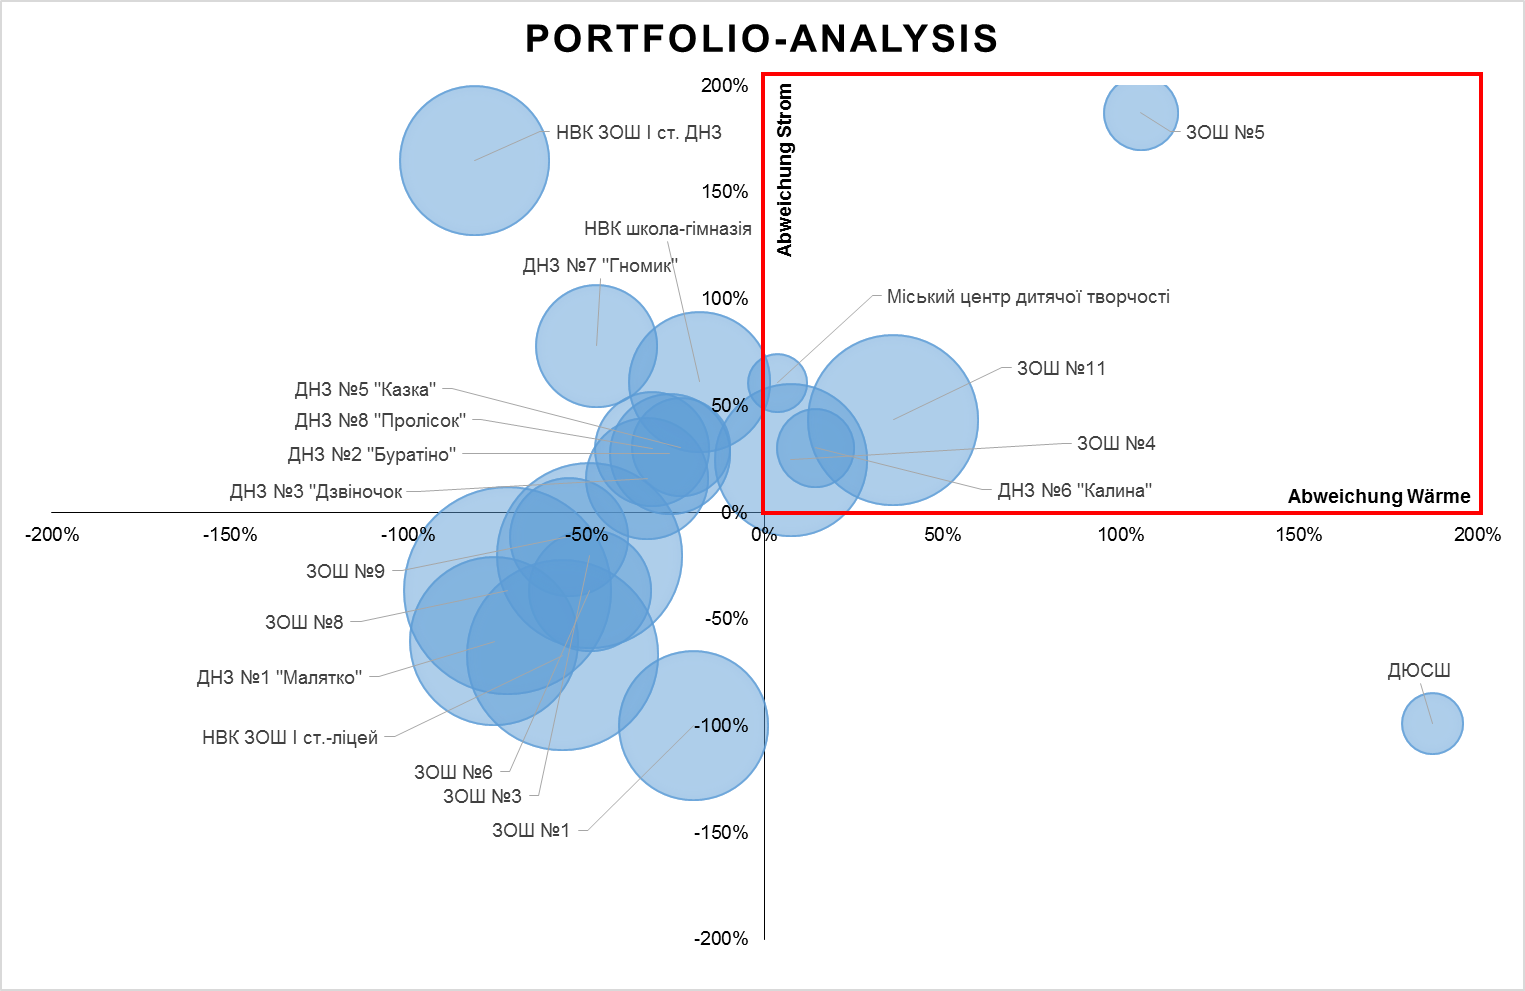 PORTFOLIO-ANALYSIS
200%
150%
100%
50%
0%
-50%
-100%
-150%
-200%
Abweichung Strom
-200%
-150%
-100%
-50%
0%
50%
100%
150%
200%
Abweichung Wärme
НВК ЗОШ І ст. ДНЗ
ЗОШ №5
НВК школа-гімназія
ДНЗ №7 "Гномик"
Міський центр дитячої творчості
ЗОШ №11
ДНЗ №5 "Казка"
ДНЗ №8 "Пролісок"
ЗОШ №4
ДНЗ №2 "Буратіно"
ДНЗ №3 "Дзвіночок
ДНЗ №6 "Калина"
ЗОШ №9
ЗОШ №8
ДНЗ №1 "Малятко"
ДЮСШ
НВК ЗОШ І ст.-ліцей
ЗОШ №6
ЗОШ №3
ЗОШ №1